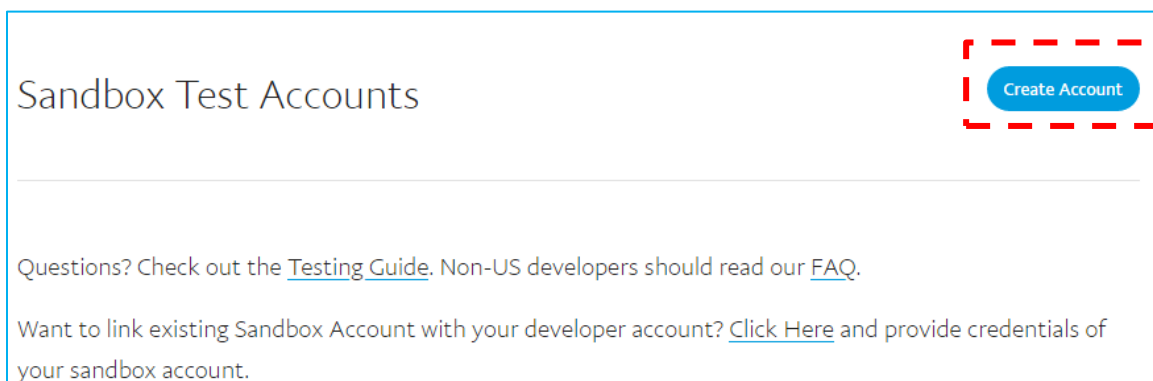 Sandbox Test Accounts
Create Account
Questions? Check out the Testing Guide. Non-US developers should read our FAQ.
Want to link existing Sandbox Account with your developer account? Click Here and provide credentials of
your sandbox account.